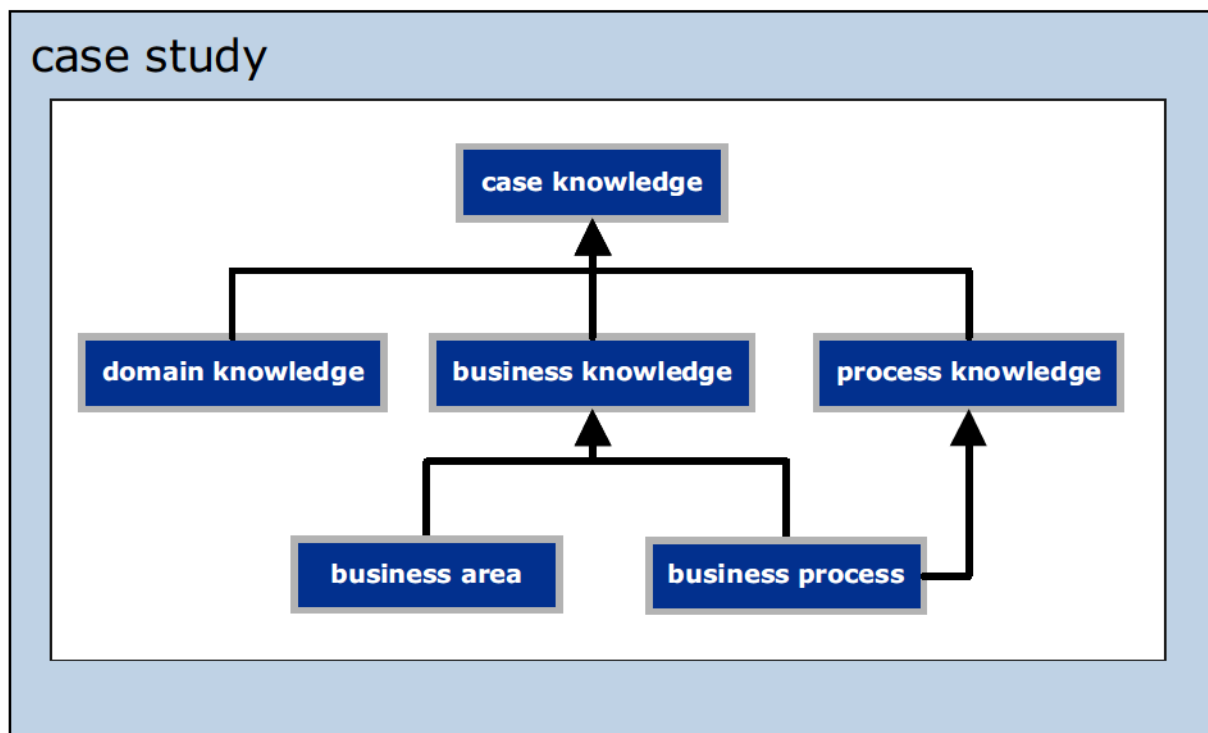 case study
case knowledge
domain knowledge
business knowledge
process knowledge
business area
business process